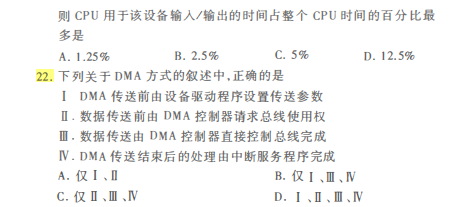 则 CPU 用于该设备输入/输出的时间占整个 CPU 时间的百分比最
多是
A. 1.25% B. 2.5% C. 5% D. 12.5%
22. 下列关于 DMA 方式的叙述中,正确的是
Ⅰ DMA 传送前由设备驱动程序设置传送参数
Ⅱ. 数据传送前由 DMA 控制器请求总线使用权
Ⅲ. 数据传送由 DMA 控制器直接控制总线完成
Ⅳ. DMA 传送结束后的处理由中断服务程序完成
A. 仅Ⅰ、Ⅱ B. 仅Ⅰ、Ⅲ、Ⅳ
C. 仅Ⅱ、Ⅲ、Ⅳ D. Ⅰ、Ⅱ、Ⅲ、Ⅳ